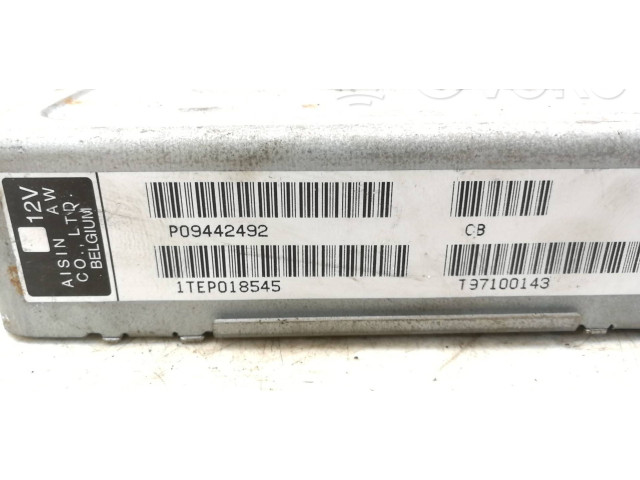 12V
AISIN AW
CO., LTD.
BELGIUM
P09442492
CB
1TEP018545
T97100143